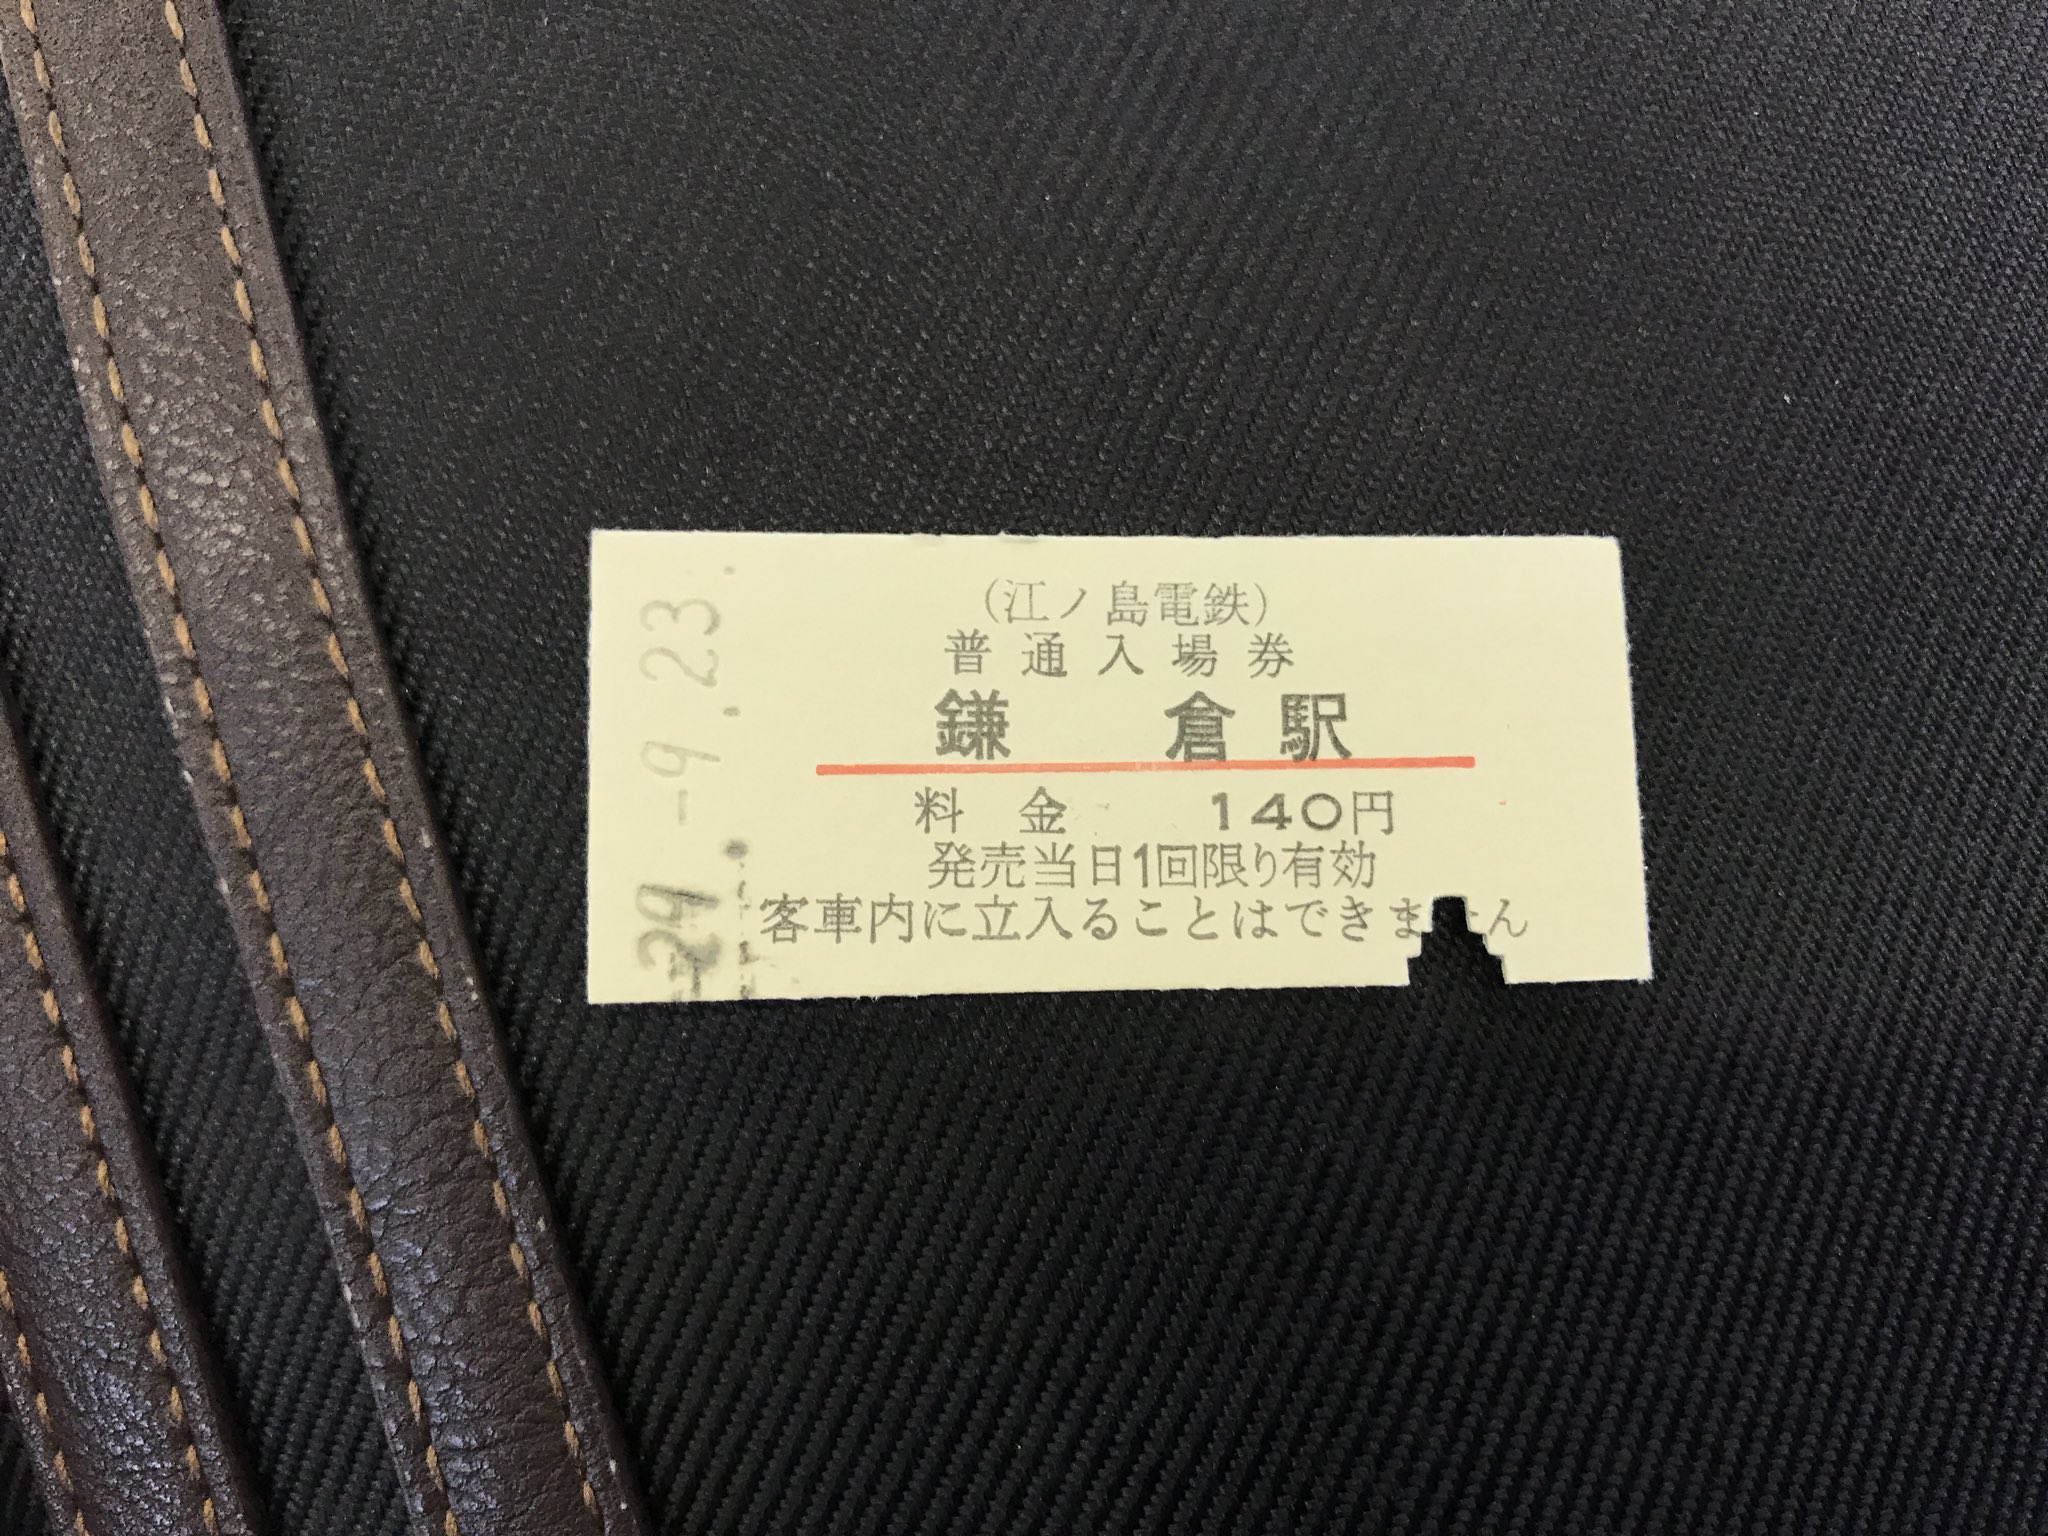 (江ノ島電鉄)
普通入場券
鎌倉駅
料金 140円
発売当日1回限り有効
客車内に立入ることはできません
29.-9.23